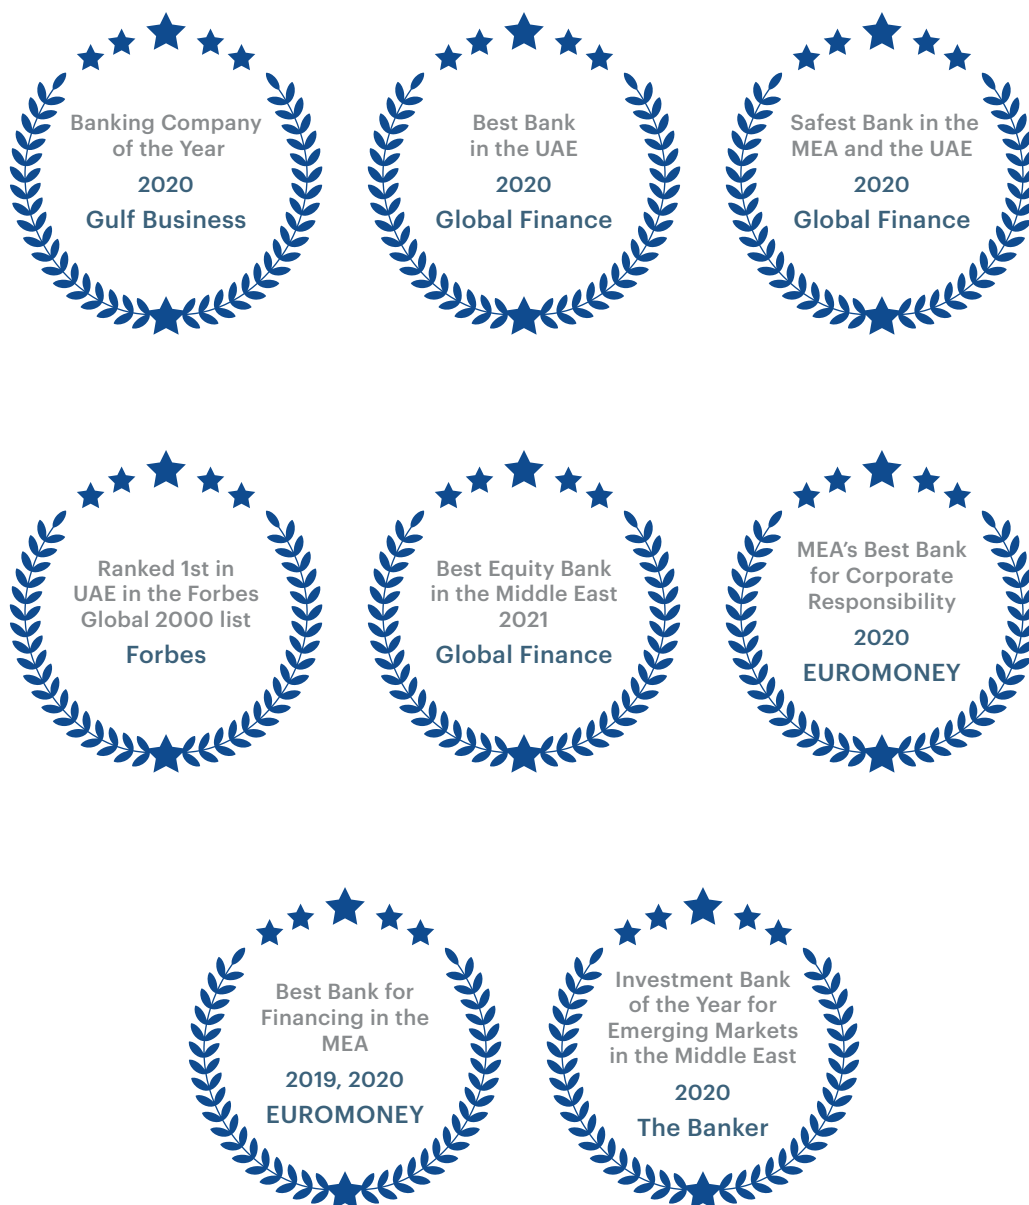 Banking Company
of the Year
2020
Gulf Business
Best Bank
in the UAE
2020
Global Finance
Safest Bank in the
MEA and the UAE
2020
Global Finance
Ranked 1st in
UAE in the Forbes
Global 2000 list
Forbes
Best Equity Bank
in the Middle East
2021
Global Finance
MEA’s Best Bank
for Corporate
Responsibility
2020
EUROMONEY
Best Bank for
Financing in the
MEA
2019, 2020
EUROMONEY
Investment Bank
of the Year for
Emerging Markets
in the Middle East
2020
The Banker